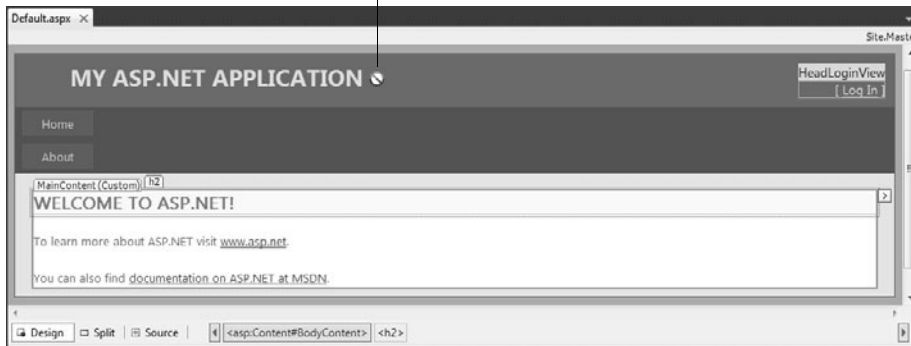 Default.aspx ×
Site.Maste
MY ASP.NET APPLICATION
HeadLoginView
[ Log In ]
Home
About
MainContent (Custom) h2
WELCOME TO ASP.NET!
To learn more about ASP.NET visit www.asp.net.
You can also find documentation on ASP.NET at MSDN.
Design Split Source <asp:Content#BodyContent> <h2>